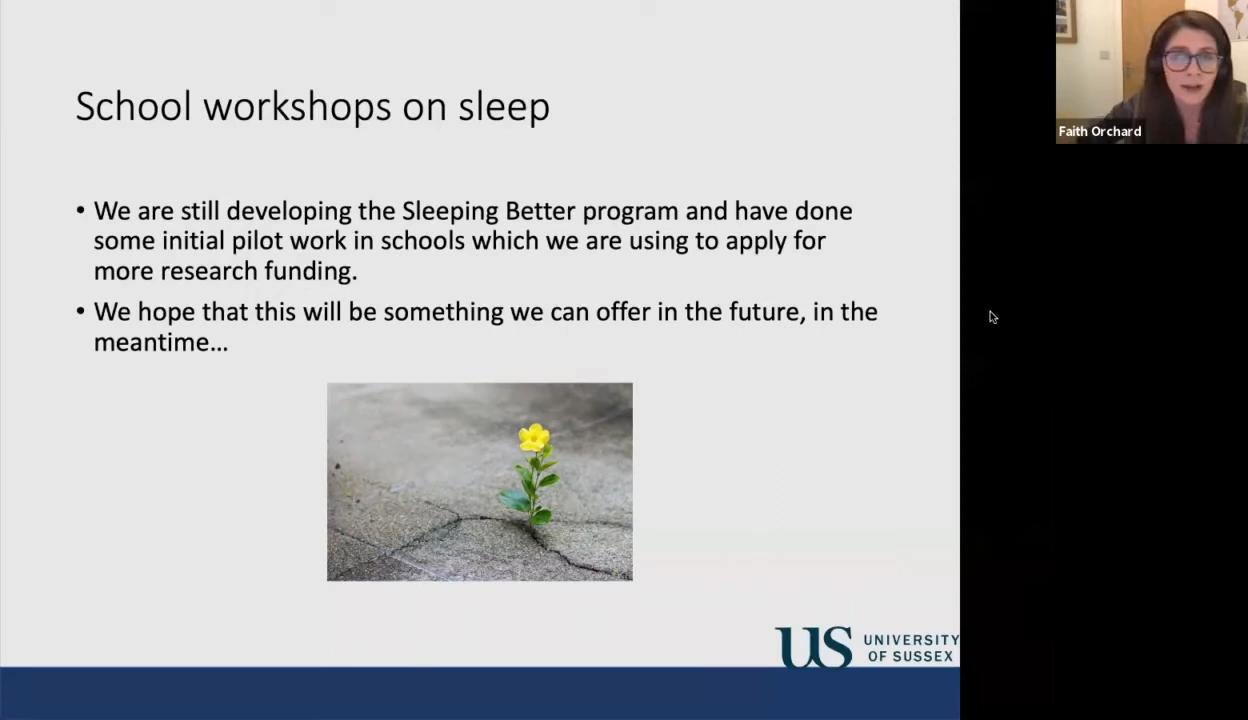 School workshops on sleep
• We are still developing the Sleeping Better program and have done
some initial pilot work in schools which we are using to apply for
more research funding.
• We hope that this will be something we can offer in the future, in the
meantime...
US UNIVERSITY
OF SUSSEX
Faith Orchard